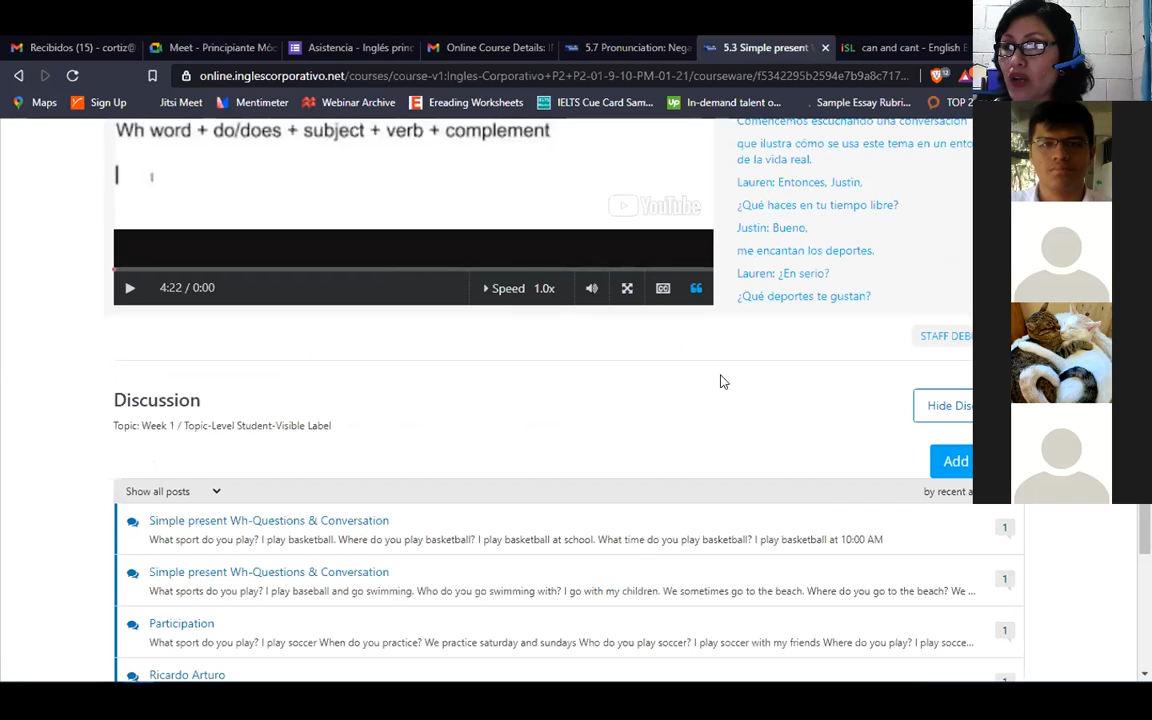 Recibidos (15) - cortiz@
Meet - Principiante Móc
Asistencia - Inglés princ
Online Course Details: I
5.7 Pronunciation: Nega
5.3 Simple present
can and cant - English E
online.inglescorporativo.net/courses/course-v1:Ingles-Corporativo+P2+P2-01-9-10-PM-01-21/courseware/f5342295b2594e7b9a8c717...
Maps
Sign Up
Jitsi Meet
Mentimeter
Webinar Archive
Ereading Worksheets
IELTS Cue Card Sam...
In-demand talent o...
Sample Essay Rubri...
TOP 2
Wh word + do/does + subject + verb + complement
YouTube
4:22 / 0:00
Speed 1.0x
Comencemos escuchando una conversación
que ilustra cómo se usa este tema en un ento
de la vida real.
Lauren: Entonces, Justin,
¿Qué haces en tu tiempo libre?
Justin: Bueno,
me encantan los deportes.
Lauren: ¿En serio?
¿Qué deportes te gustan?
STAFF DEB
Discussion
Topic: Week 1 / Topic-Level Student-Visible Label
Hide Dis
Add
Show all posts
by recent a
Simple present Wh-Questions & Conversation
What sport do you play? I play basketball. Where do you play basketball? I play basketball at school. What time do you play basketball? I play basketball at 10:00 AM
1
Simple present Wh-Questions & Conversation
What sports do you play? I play baseball and go swimming. Who do you go swimming with? I go with my children. We sometimes go to the beach. Where do you go to the beach? We ...
1
Participation
What sport do you play? I play soccer When do you practice? We practice saturday and sundays Who do you play soccer? I play soccer with my friends Where do you play? I play socce...
1
Ricardo Arturo